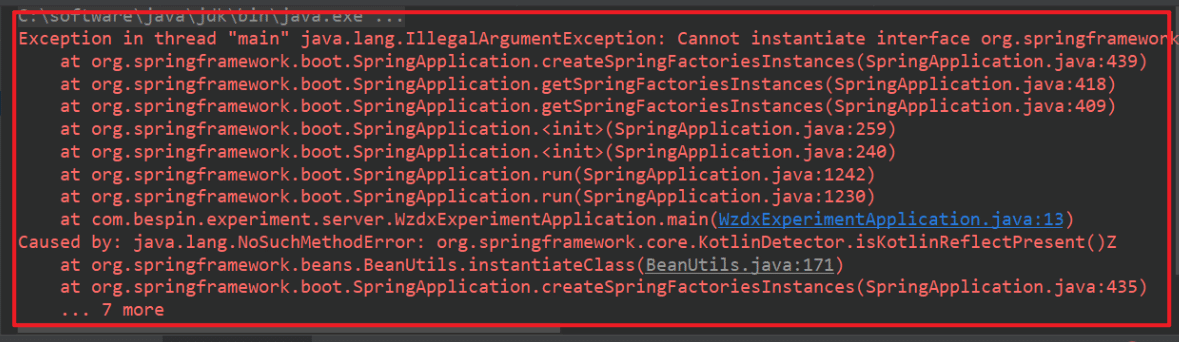 C:\software\java\jdk\bin\java.exe ...
Exception in thread "main" java.lang.IllegalArgumentException: Cannot instantiate interface org.springframework
at org.springframework.boot.SpringApplication.createSpringFactoriesInstances(SpringApplication.java:439)
at org.springframework.boot.SpringApplication.getSpringFactoriesInstances(SpringApplication.java:418)
at org.springframework.boot.SpringApplication.getSpringFactoriesInstances(SpringApplication.java:409)
at org.springframework.boot.SpringApplication.<init>(SpringApplication.java:259)
at org.springframework.boot.SpringApplication.<init>(SpringApplication.java:240)
at org.springframework.boot.SpringApplication.run(SpringApplication.java:1242)
at org.springframework.boot.SpringApplication.run(SpringApplication.java:1230)
at com.bespin.experiment.server.WzdxExperimentApplication.main(WzdxExperimentApplication.java:13)
Caused by: java.lang.NoSuchMethodError: org.springframework.core.KotlinDetector.isKotlinReflectPresent()Z
at org.springframework.beans.BeanUtils.instantiateClass(BeanUtils.java:171)
at org.springframework.boot.SpringApplication.createSpringFactoriesInstances(SpringApplication.java:435)
... 7 more